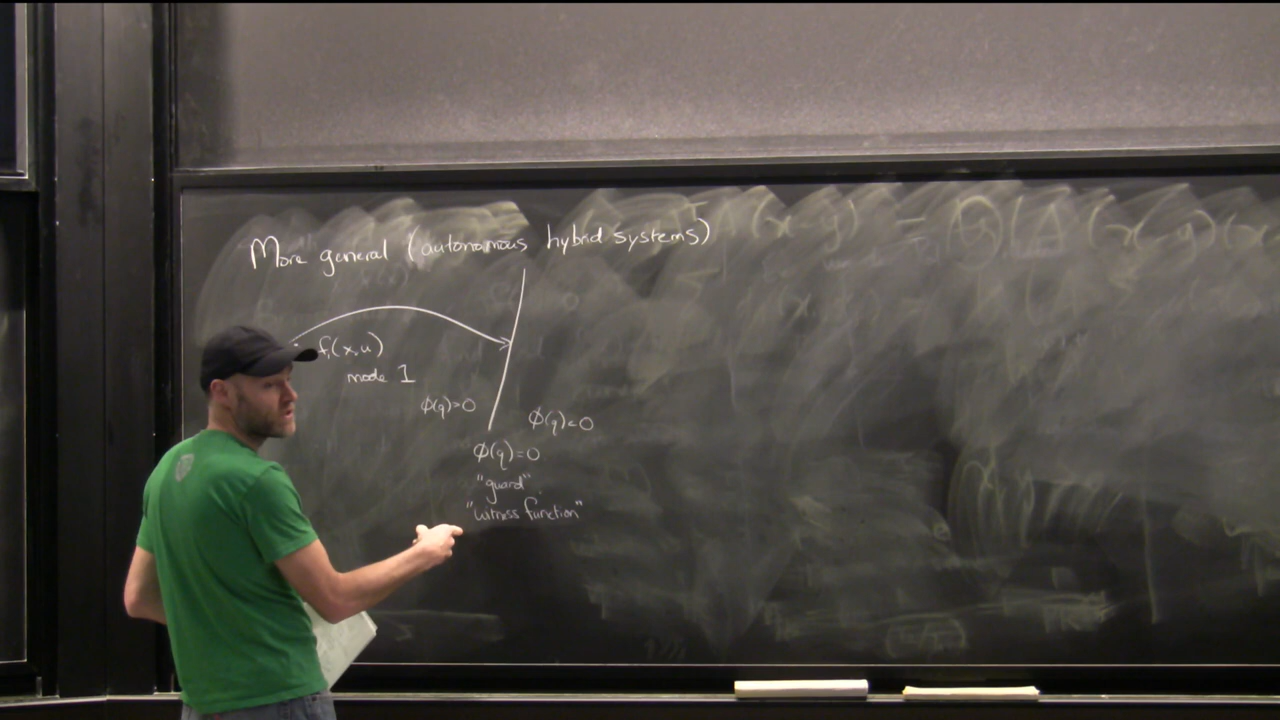 More general (autonomous hybrid systems)
f₁(x,u)
mode 1
ϕ(q)>0
ϕ(q)<0
ϕ(q)=0
"guard"
"witness function"